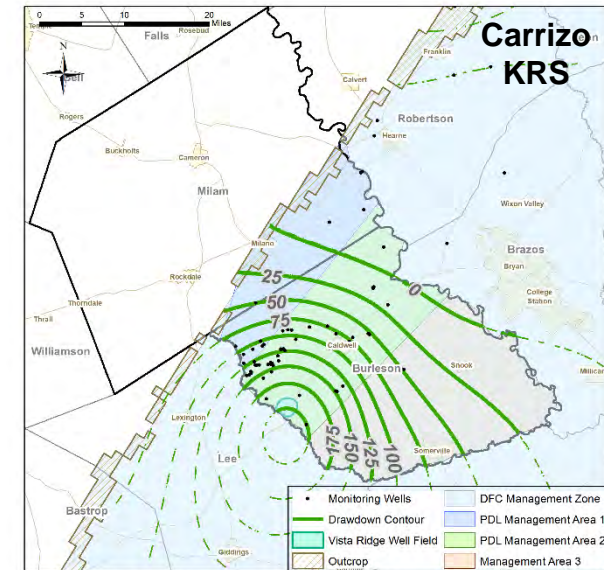 0 5 10 20
Miles
Carrizo
KRS
Falls
Rosebud
Franklin
N
Bell
Calvert
Robertson
Rogers
Hearne
Buckholts
Cameron
Milam
Wixon Valley
Milano
Brazos
Rockdale
Bryan
College
Station
25
0
50
Thorndale
Thrall
75
Caldwell
Williamson
Burleson
Snook
Lexington
Somerville
Lee
175
150
125
100
Bastrop
Giddings
Monitoring Wells
Drawdown Contour
Vista Ridge Well Field
Outcrop
DFC Management Zone
PDL Management Area 1
PDL Management Area 2
Management Area 3